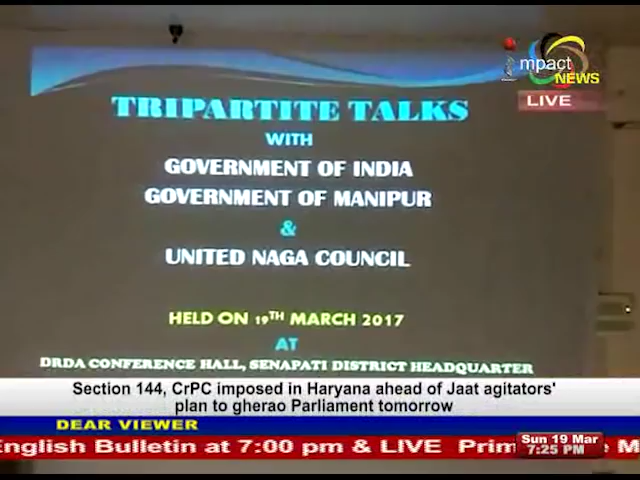 mpact
NEWS
LIVE
TRIPARTITE TALKS
WITH
GOVERNMENT OF INDIA
GOVERNMENT OF MANIPUR
&
UNITED NAGA COUNCIL
HELD ON 19TH MARCH 2017
AT
DRDA CONFERENCE HALL, SENAPATI DISTRICT HEADQUARTER
Section 144, CrPC imposed in Haryana ahead of Jaat agitators'
plan to gherao Parliament tomorrow
DEAR VIEWER
English Bulletin at 7:00 pm & LIVE Prim
Sun 19 Mar
7:25 PM